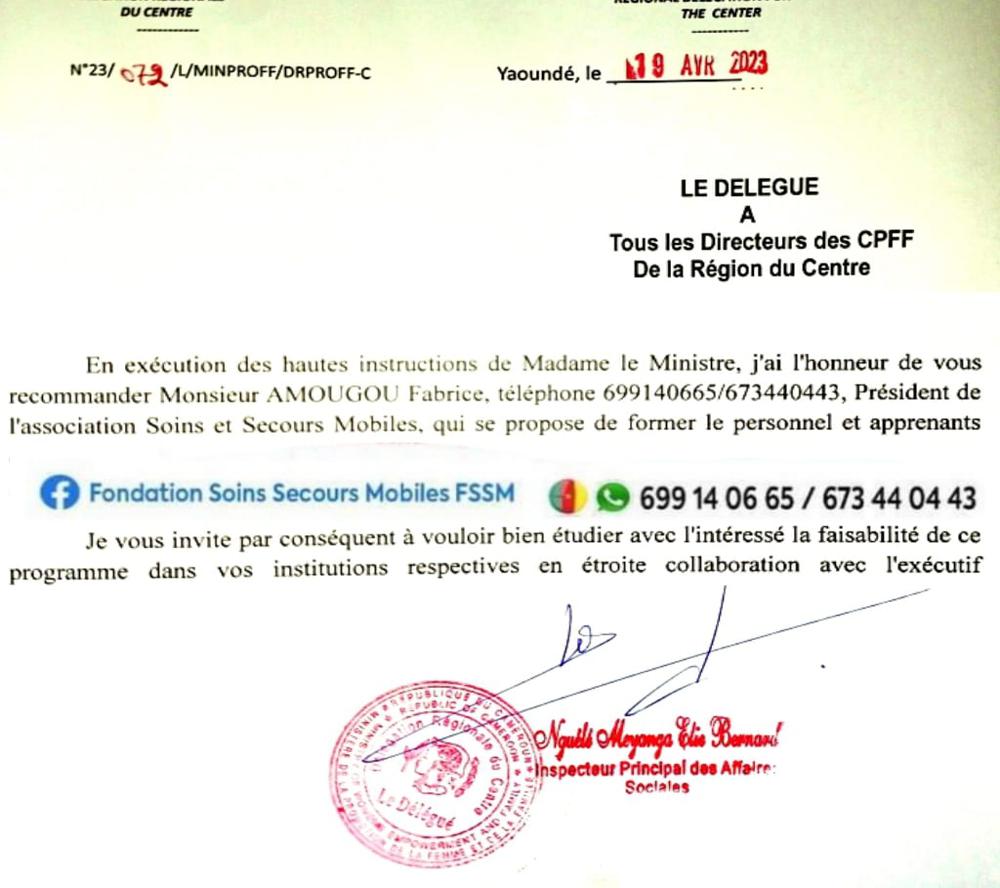 DU CENTRE
THE CENTER
N°23/ 072 /L/MINPROFF/DRPROFF-C
Yaoundé, le 19 AVR 2023
LE DELEGUE
A
Tous les Directeurs des CPFF
De la Région du Centre
En exécution des hautes instructions de Madame le Ministre, j'ai l'honneur de vous
recommander Monsieur AMOUGOU Fabrice, téléphone 699140665/673440443, Président de
l'association Soins et Secours Mobiles, qui se propose de former le personnel et apprenants
Fondation Soins Secours Mobiles FSSM 699 14 06 65 / 673 44 04 43
Je vous invite par conséquent à vouloir bien étudier avec l'intéressé la faisabilité de ce
programme dans vos institutions respectives en étroite collaboration avec l'exécutif
REPUBLIQUE DU CAMEROUN
REPUBLIC OF CAMEROON
Délégation Régionale du Centre
Le Délégué
EMPOWERMENT AND FAMILY
DE LA FEMME ET DE LA FAMILLE
Nguélé Meyanga Elie Bernard
Inspecteur Principal des Affaires
Sociales